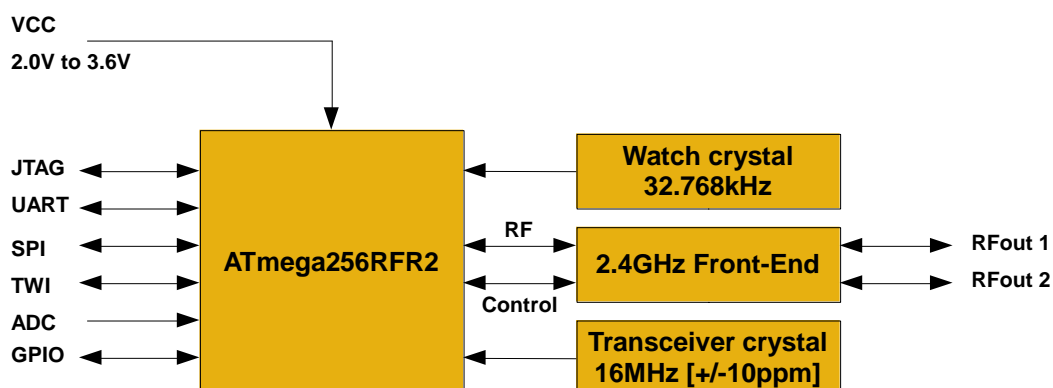 VCC
2.0V to 3.6V
JTAG
UART
SPI
TWI
ADC
GPIO
ATmega256RFR2
RF
Control
Watch crystal
32.768kHz
2.4GHz Front-End
Transceiver crystal
16MHz [+/-10ppm]
RFout 1
RFout 2